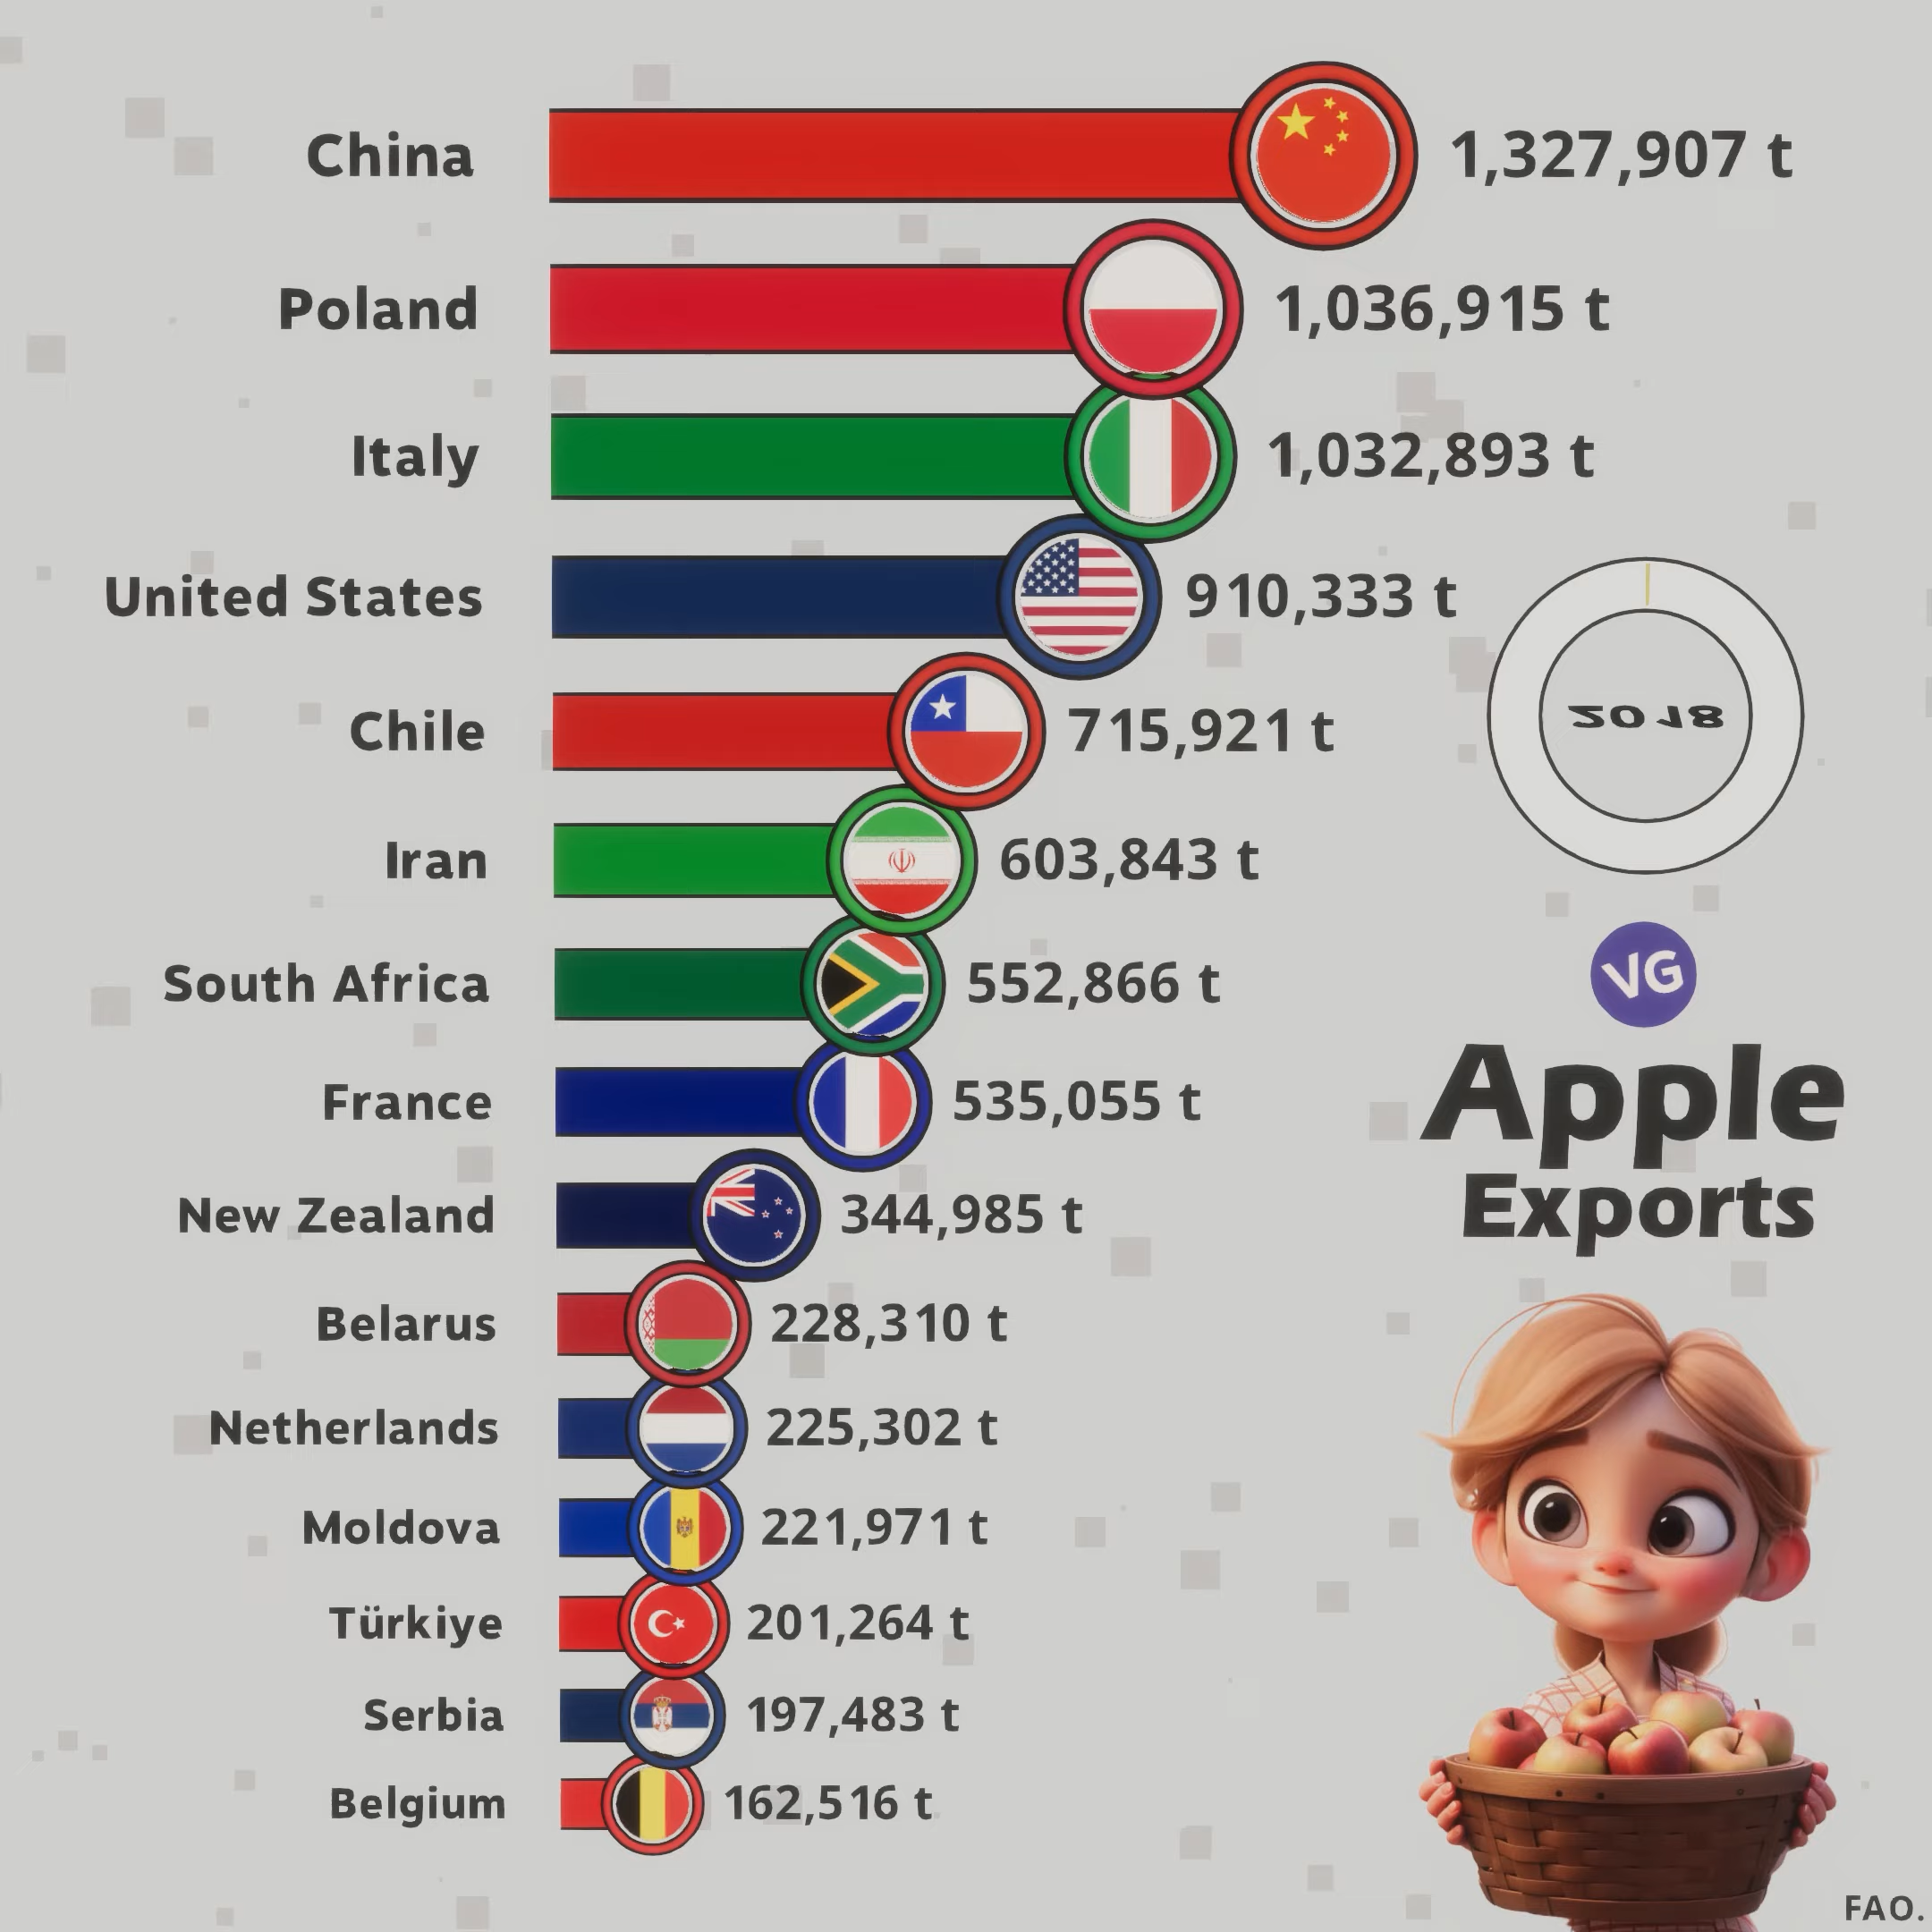 China 1,327,907 t
Poland 1,036,915 t
Italy 1,032,893 t
United States 910,333 t
Chile 715,921 t
2018
Iran 603,843 t
South Africa 552,866 t
VG
France 535,055 t
Apple
Exports
New Zealand 344,985 t
Belarus 228,310 t
Netherlands 225,302 t
Moldova 221,971 t
Türkiye 201,264 t
Serbia 197,483 t
Belgium 162,516 t
FAO.